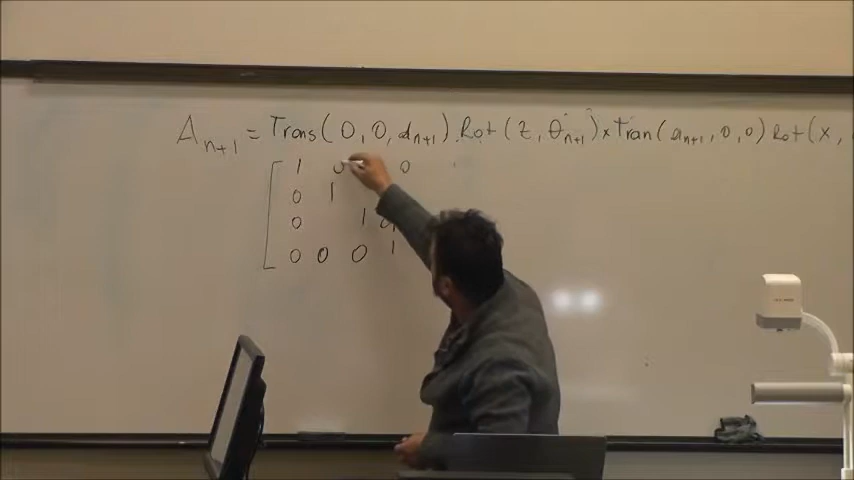 A_{n+1} = Trans(0, 0, d_{n+1}) Rot(z, θ_{n+1}) × Tran(a_{n+1}, 0, 0) Rot(x,
1 0 0
0 1
0 1
0 0 0 1